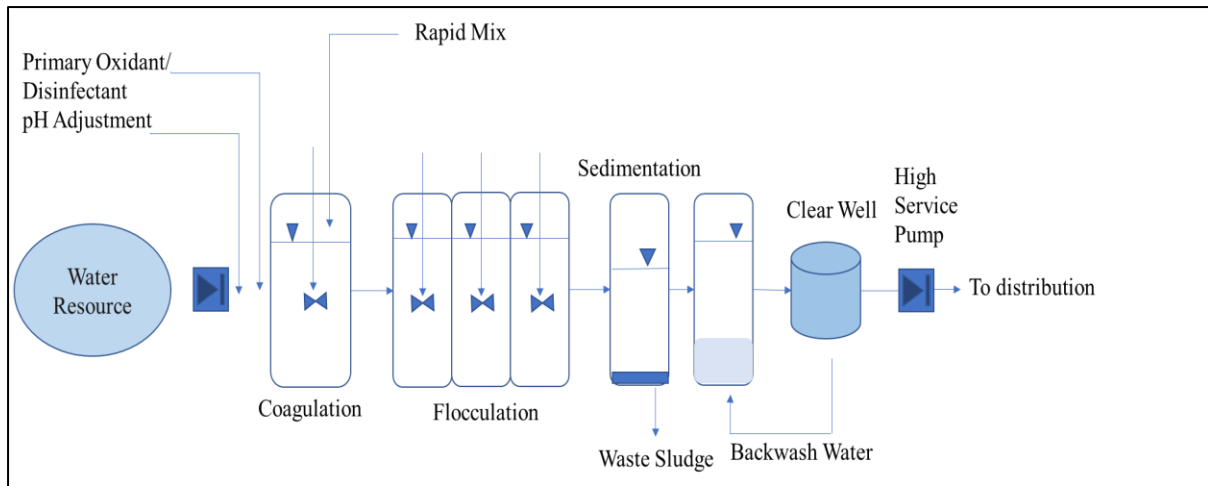 Rapid Mix
Primary Oxidant/
Disinfectant
pH Adjustment
Sedimentation
High
Service
Pump
Clear Well
Water
Resource
To distribution
Coagulation
Flocculation
Waste Sludge
Backwash Water